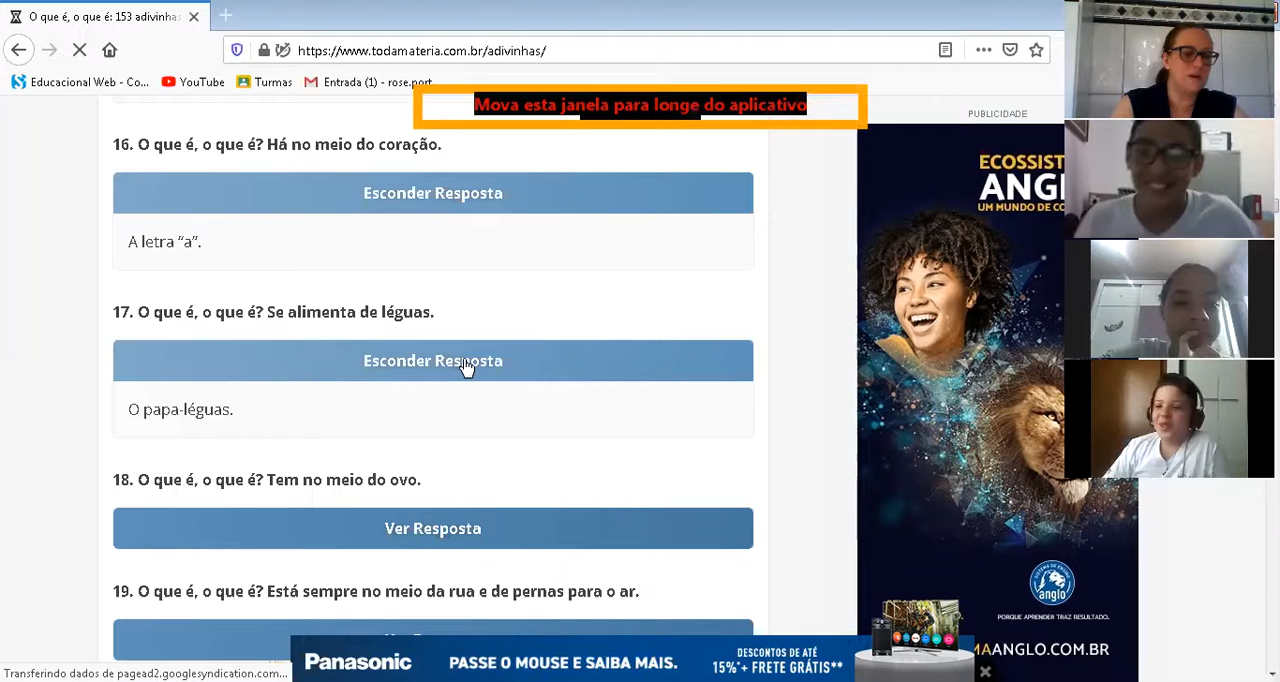 O que é, o que é: 153 adivinhas
https://www.todamateria.com.br/adivinhas/
Educacional Web - Co...
YouTube
Turmas
Entrada (1) - rose.port
Mova esta janela para longe do aplicativo
PUBLICIDADE
16. O que é, o que é? Há no meio do coração.
Esconder Resposta
A letra “a”.
17. O que é, o que é? Se alimenta de léguas.
Esconder Resposta
O papa-léguas.
18. O que é, o que é? Tem no meio do ovo.
Ver Resposta
19. O que é, o que é? Está sempre no meio da rua e de pernas para o ar.
ECOSSIST
ANGL
UM MUNDO DE CO
SISTEMA DE ENSINO
anglo
PORQUE APRENDER TRAZ RESULTADO.
MAANGLO.COM.BR
Panasonic
PASSE O MOUSE E SAIBA MAIS.
DESCONTOS DE ATÉ
15%*+ FRETE GRÁTIS**
Transferindo dados de pagead2.googlesyndication.com...